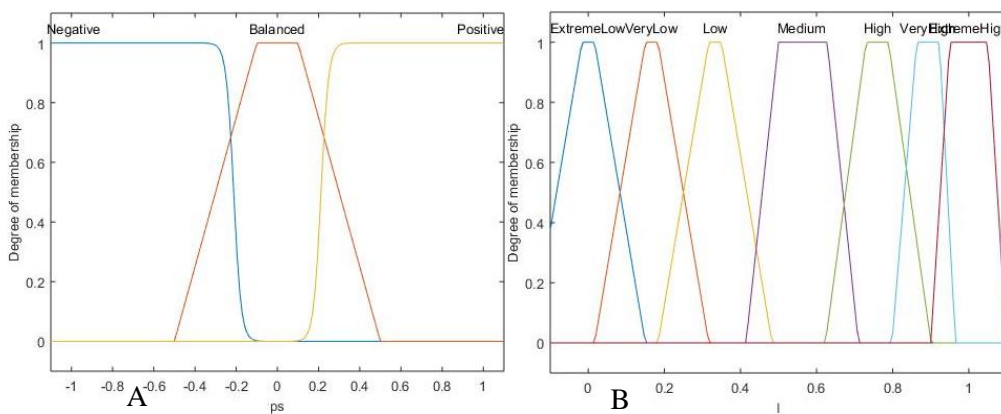 Negative Balanced Positive
1
0.8
0.6
0.4
0.2
0
Degree of membership
-1 -0.8 -0.6 -0.4 -0.2 0 0.2 0.4 0.6 0.8 1
A
ps
ExtremeLow VeryLow Low Medium High VeryHigh ExtremeHigh
1
0.8
0.6
0.4
0.2
0
Degree of membership
0 0.2 0.4 0.6 0.8 1
B
I